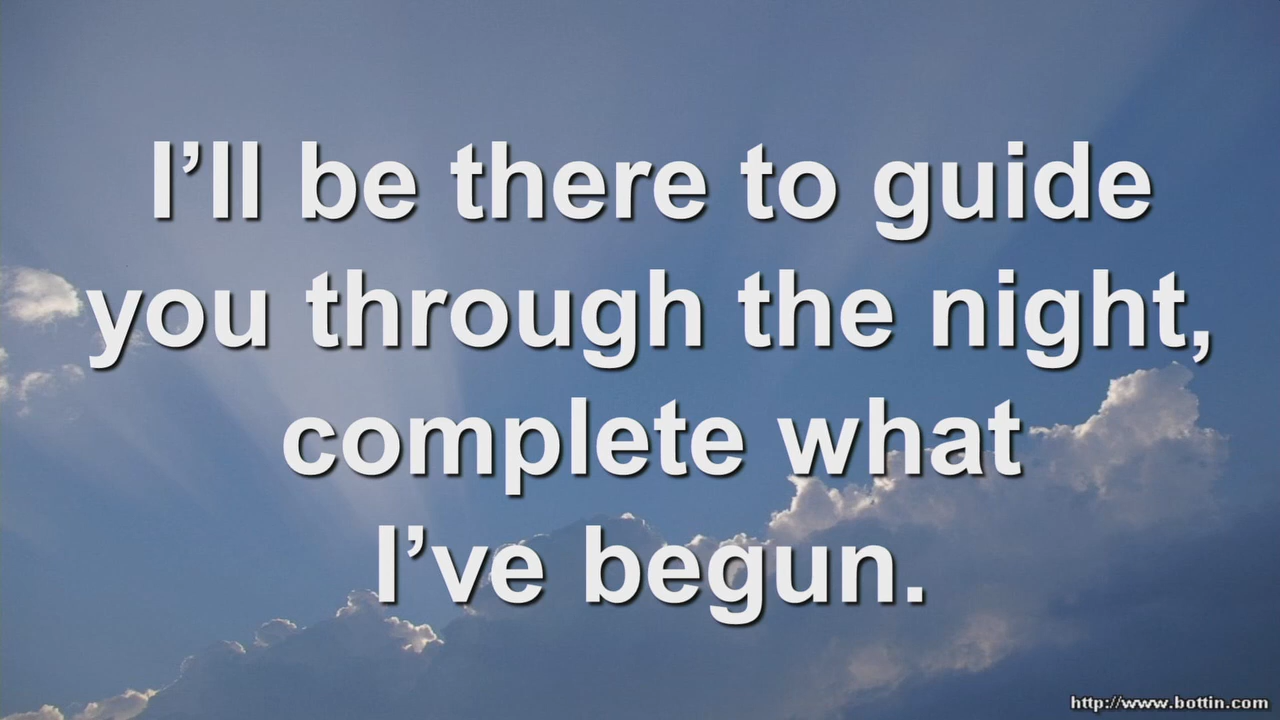 I’ll be there to guide
you through the night,
complete what
I’ve begun.
http://www.bottin.com